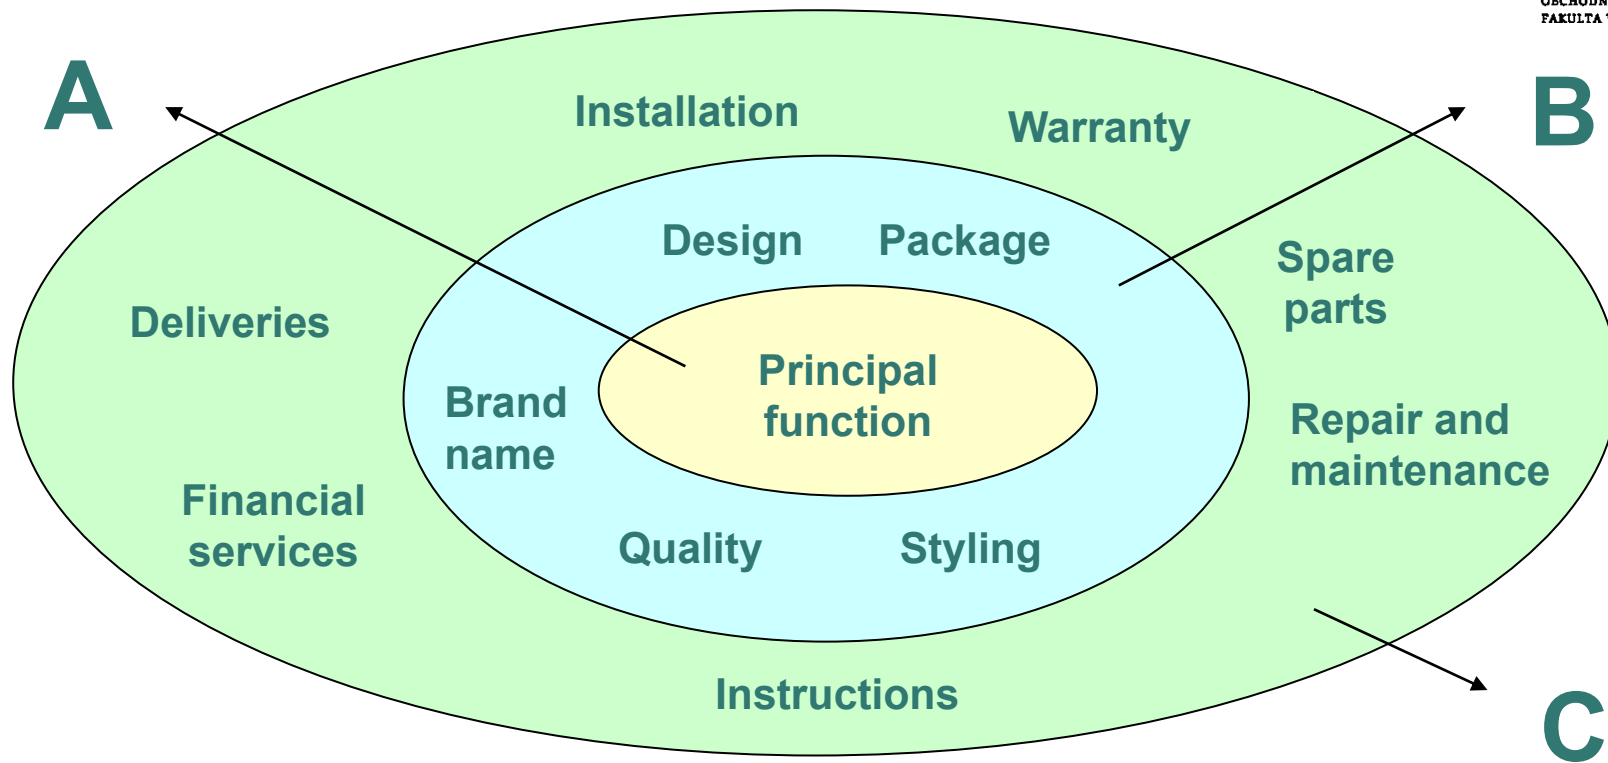 FAKULTA
A
B
Installation
Warranty
Design
Package
Spare
parts
Deliveries
Principal
function
Brand
name
Repair and
maintenance
Financial
services
Quality
Styling
Instructions
C